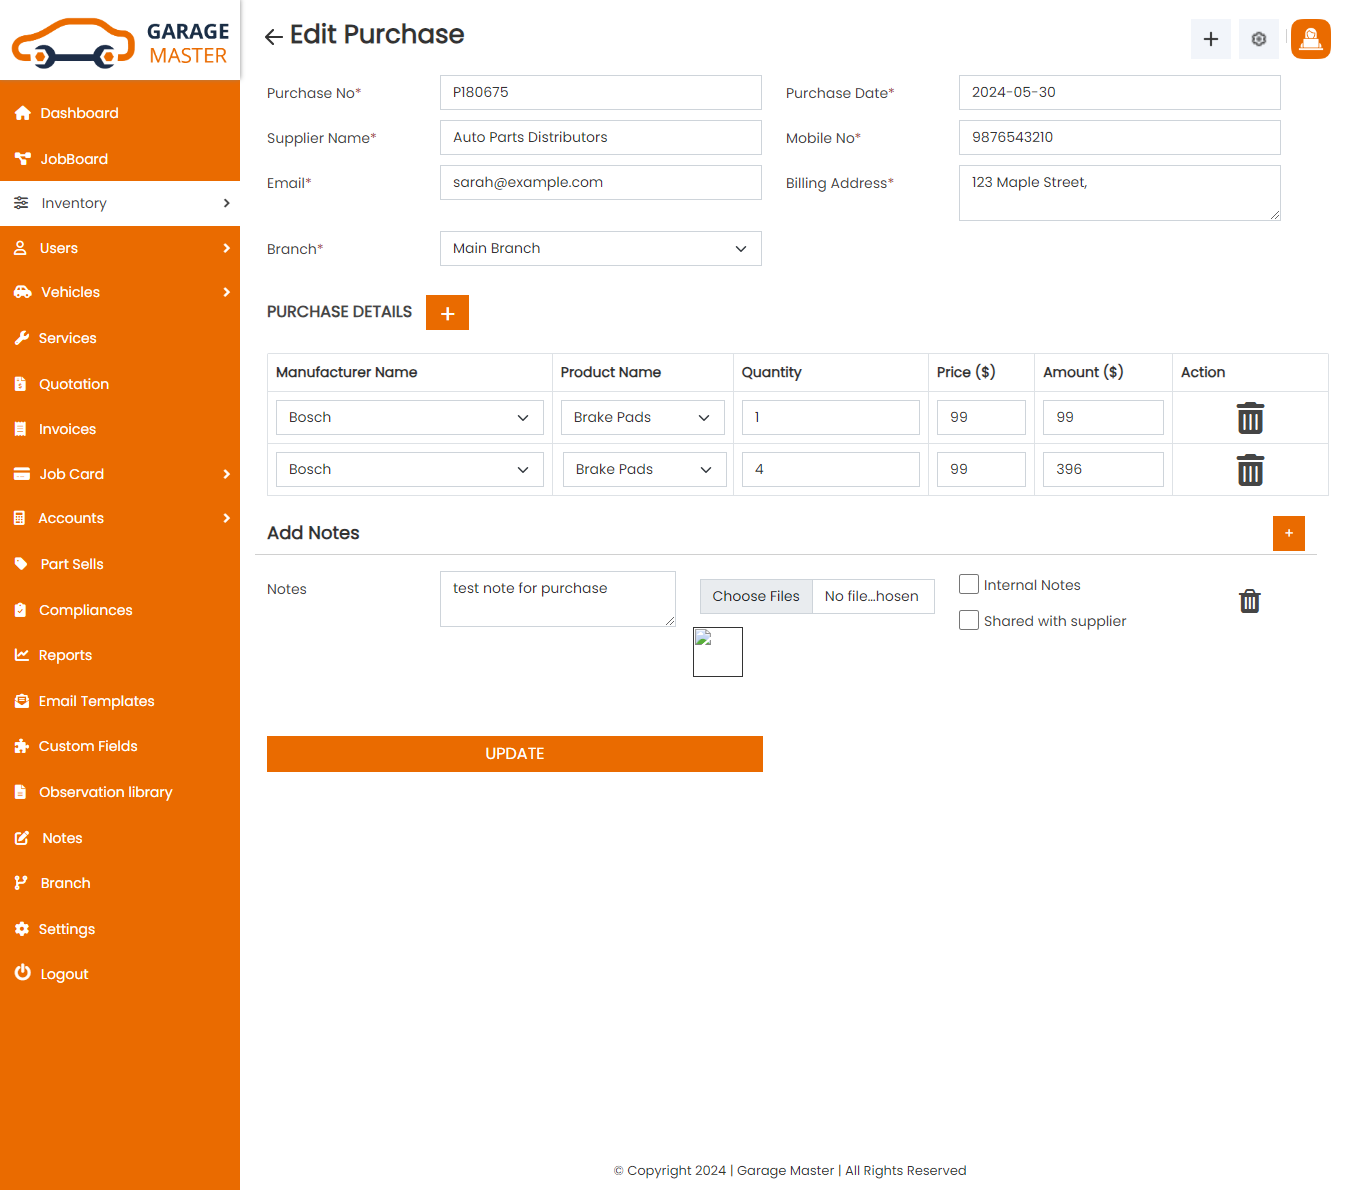 GARAGE
MASTER
Edit Purchase
Dashboard
JobBoard
Inventory
Users
Vehicles
Services
Quotation
Invoices
Job Card
Accounts
Part Sells
Compliances
Reports
Email Templates
Custom Fields
Observation library
Notes
Branch
Settings
Logout
Purchase No* P180675 Purchase Date* 2024-05-30
Supplier Name* Auto Parts Distributors Mobile No* 9876543210
Email* sarah@example.com Billing Address* 123 Maple Street,
Branch* Main Branch
PURCHASE DETAILS +
Manufacturer Name Product Name Quantity Price ($) Amount ($) Action
Bosch Brake Pads 1 99 99
Bosch Brake Pads 4 99 396
Add Notes +
Notes test note for purchase Choose Files No file...hosen Internal Notes
Shared with supplier
UPDATE
© Copyright 2024 | Garage Master | All Rights Reserved